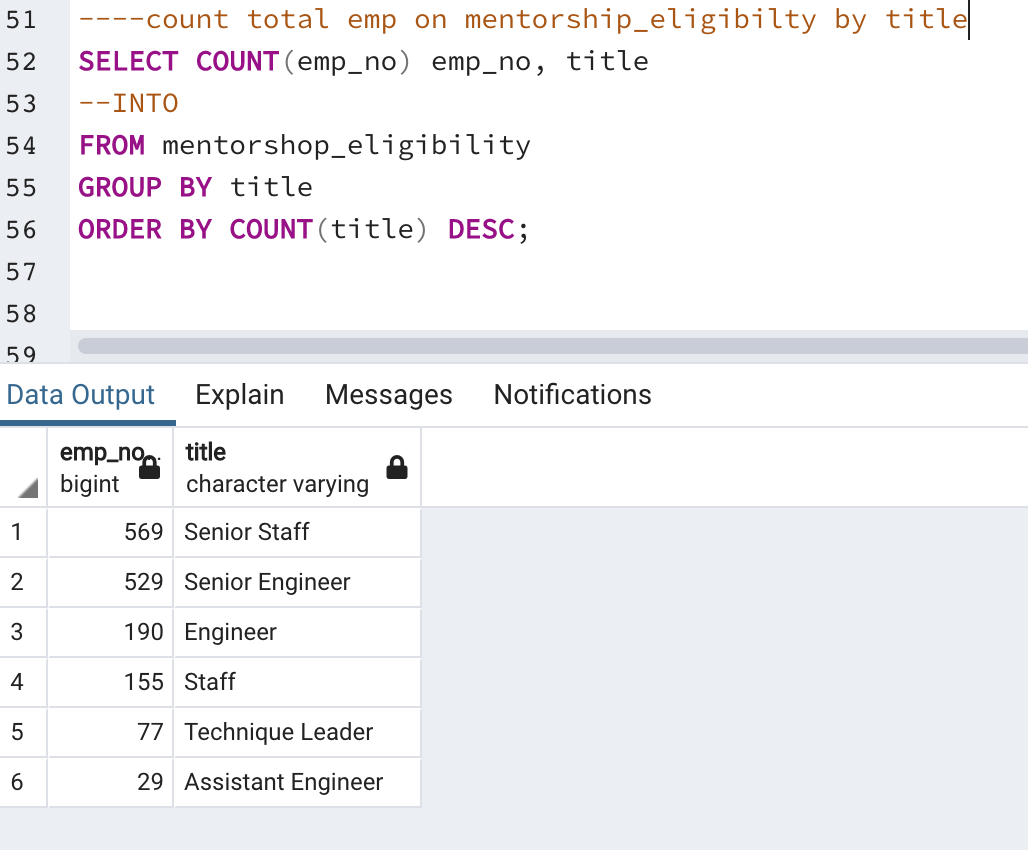 51 ----count total emp on mentorship_eligibilty by title
52 SELECT COUNT(emp_no) emp_no, title
53 --INTO
54 FROM mentorshop_eligibility
55 GROUP BY title
56 ORDER BY COUNT(title) DESC;
57
58
59
Data Output Explain Messages Notifications
emp_no title
bigint character varying
1 569 Senior Staff
2 529 Senior Engineer
3 190 Engineer
4 155 Staff
5 77 Technique Leader
6 29 Assistant Engineer